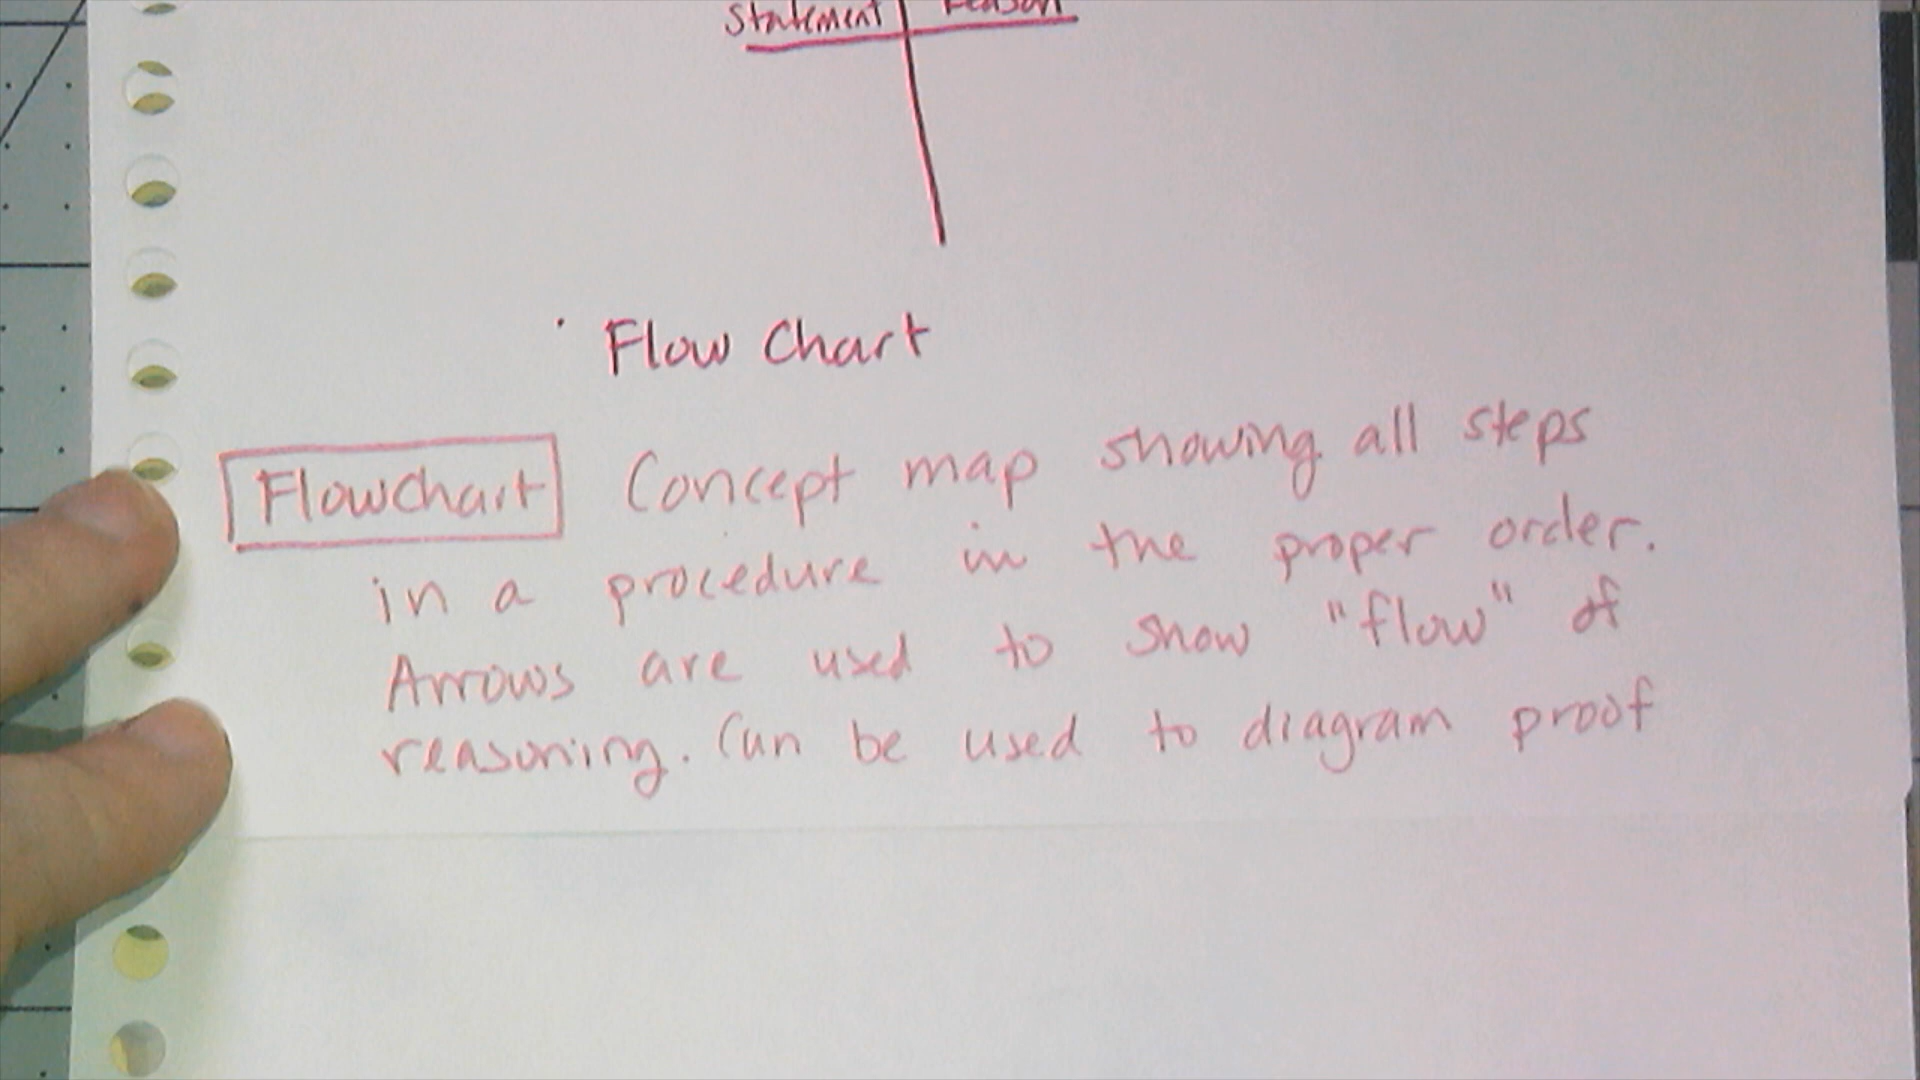 Statement reason
· Flow Chart
Flowchart Concept map showing all steps
in a procedure in the proper order.
Arrows are used to show "flow" of
reasoning. Can be used to diagram proof